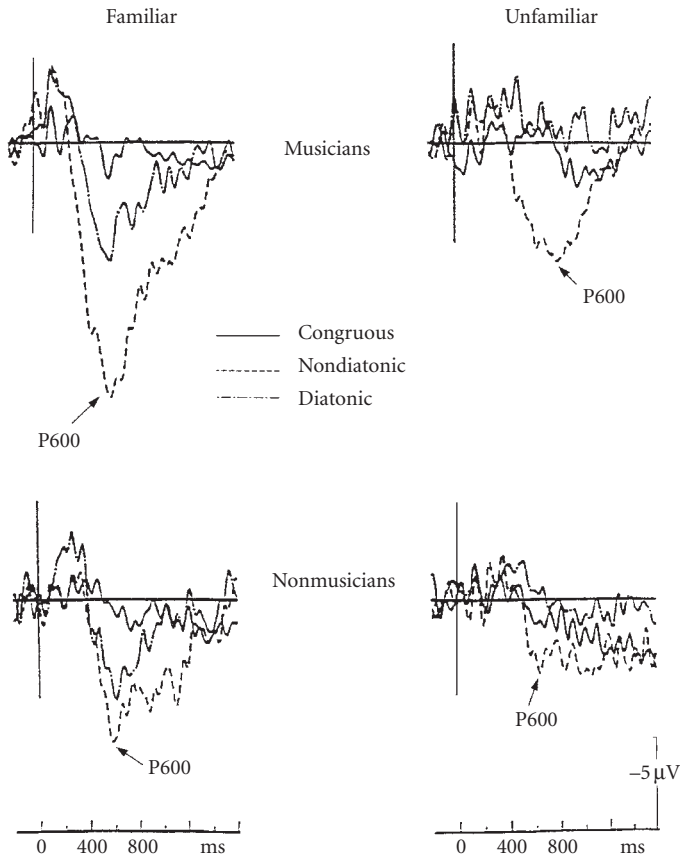 Familiar
Unfamiliar
Musicians
P600
Congruous
Nondiatonic
Diatonic
P600
Nonmusicians
P600
P600
−5 μV
0 400 800 ms
0 400 800 ms